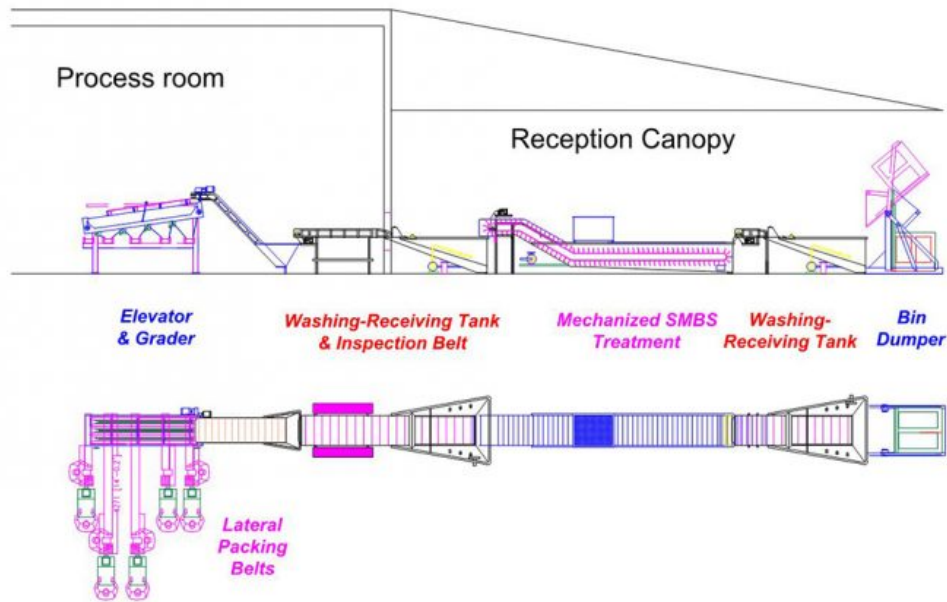 Process room
Reception Canopy
Elevator
& Grader
Washing-Receiving Tank
& Inspection Belt
Mechanized SMBS
Treatment
Washing-
Receiving Tank
Bin
Dumper
Lateral
Packing
Belts